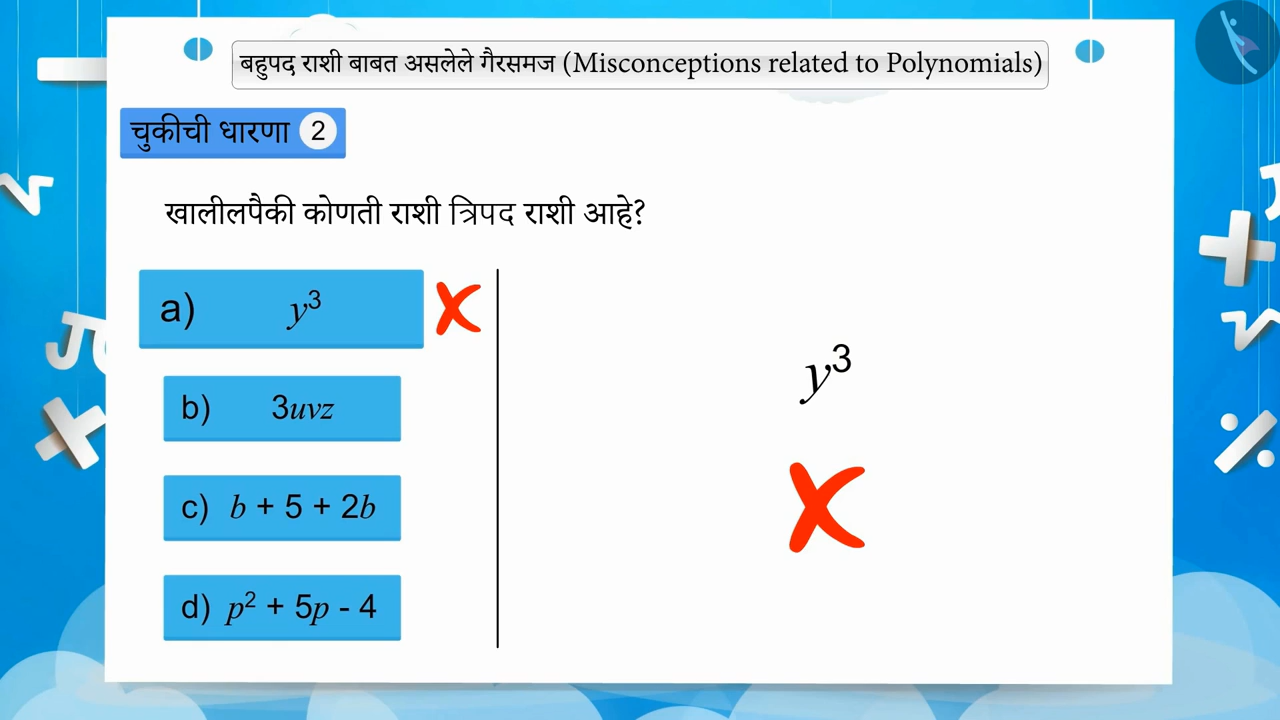 बहुपद राशी बाबत असलेले गैरसमज (Misconceptions related to Polynomials)
चुकीची धारणा 2
खालीलपैकी कोणती राशी त्रिपद राशी आहे?
a) y³
b) 3uvz
c) b + 5 + 2b
d) p² + 5p - 4
y³